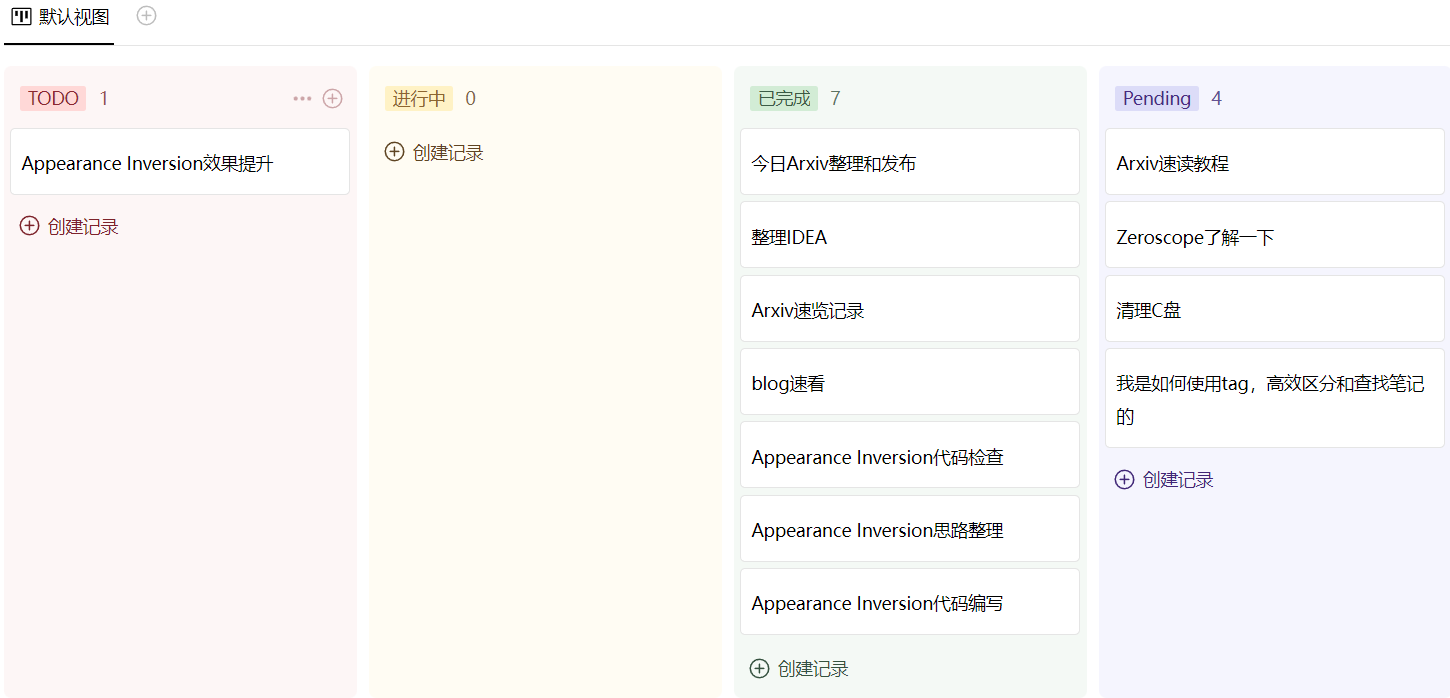 默认视图
TODO 1
Appearance Inversion效果提升
创建记录
进行中 0
创建记录
已完成 7
今日Arxiv整理和发布
整理IDEA
Arxiv速览记录
blog速看
Appearance Inversion代码检查
Appearance Inversion思路整理
Appearance Inversion代码编写
创建记录
Pending 4
Arxiv速读教程
Zeroscope了解一下
清理C盘
我是如何使用tag，高效区分和查找笔记
的
创建记录